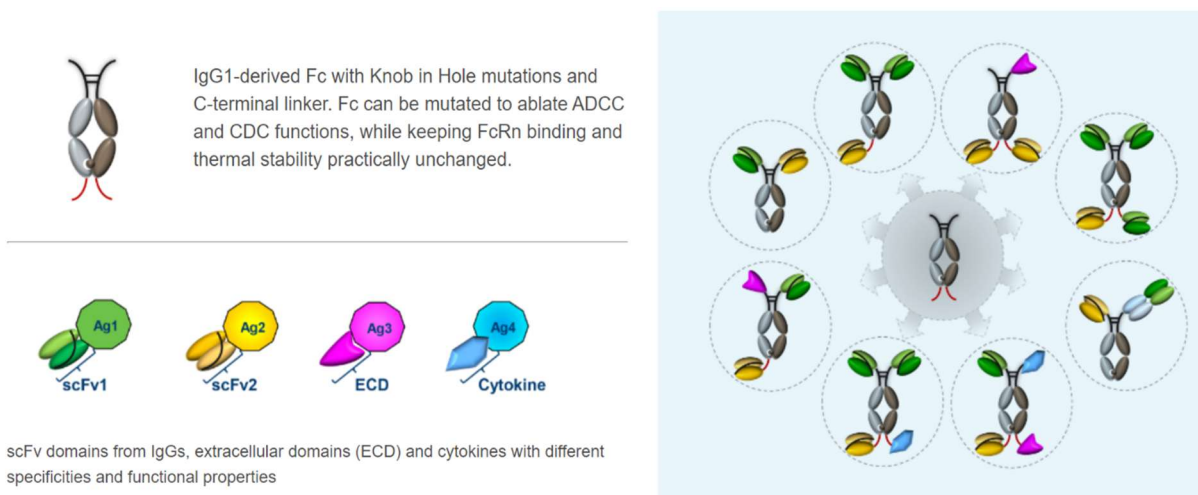 IgG1-derived Fc with Knob in Hole mutations and
C-terminal linker. Fc can be mutated to ablate ADCC
and CDC functions, while keeping FcRn binding and
thermal stability practically unchanged.
Ag1
Ag2
Ag3
Ag4
scFv1
scFv2
ECD
Cytokine
scFv domains from IgGs, extracellular domains (ECD) and cytokines with different
specificities and functional properties